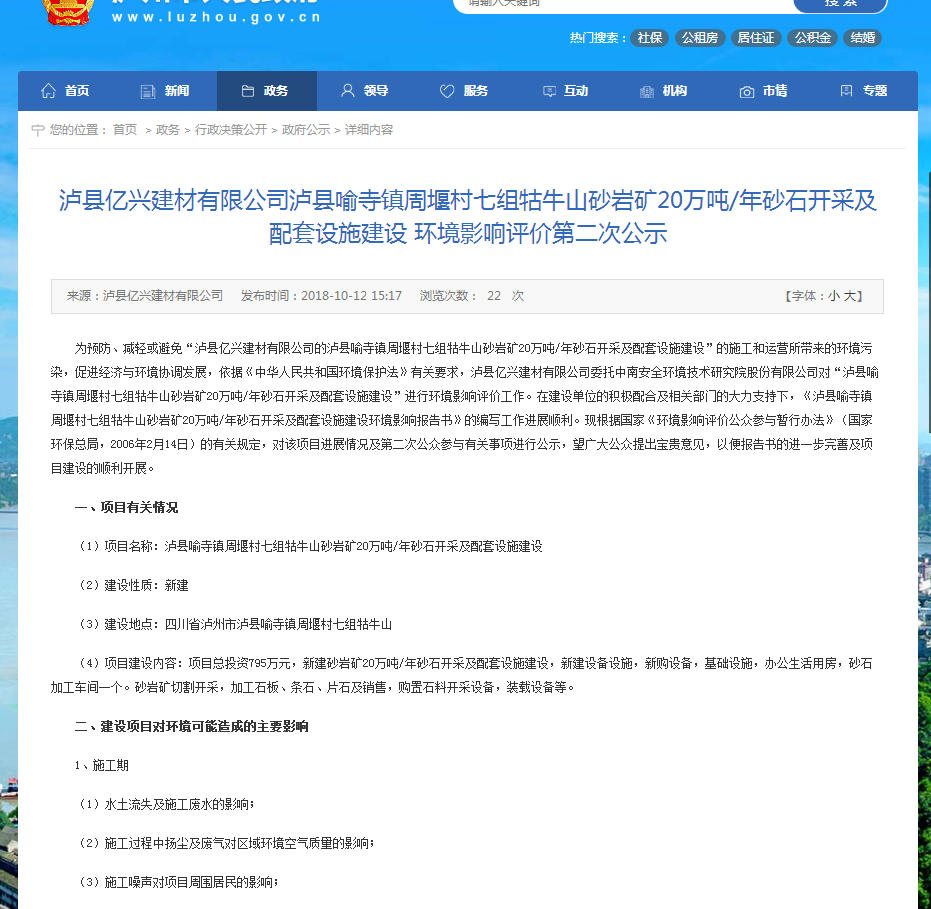 www.luzhou.gov.cn
请输入关键词
搜 索
热门搜索： 社保 公租房 居住证 公积金 结婚
首页 新闻 政务 领导 服务 互动 机构 市情 专题
您的位置： 首页 > 政务 > 行政决策公开 > 政府公示 > 详细内容
泸县亿兴建材有限公司泸县喻寺镇周堰村七组牯牛山砂岩矿20万吨/年砂石开采及
配套设施建设 环境影响评价第二次公示
来源：泸县亿兴建材有限公司 发布时间：2018-10-12 15:17 浏览次数： 22 次 【字体：小 大】
为预防、减轻或避免“泸县亿兴建材有限公司的泸县喻寺镇周堰村七组牯牛山砂岩矿20万吨/年砂石开采及配套设施建设”的施工和运营所带来的环境污
染，促进经济与环境协调发展，依据《中华人民共和国环境保护法》有关要求，泸县亿兴建材有限公司委托中南安全环境技术研究院股份有限公司对“泸县喻
寺镇周堰村七组牯牛山砂岩矿20万吨/年砂石开采及配套设施建设”进行环境影响评价工作。在建设单位的积极配合及相关部门的大力支持下，《泸县喻寺镇
周堰村七组牯牛山砂岩矿20万吨/年砂石开采及配套设施建设环境影响报告书》的编写工作进展顺利。现根据国家《环境影响评价公众参与暂行办法》（国家
环保总局，2006年2月14日）的有关规定，对该项目进展情况及第二次公众参与有关事项进行公示，望广大公众提出宝贵意见，以便报告书的进一步完善及项
目建设的顺利开展。
一、项目有关情况
（1）项目名称：泸县喻寺镇周堰村七组牯牛山砂岩矿20万吨/年砂石开采及配套设施建设
（2）建设性质：新建
（3）建设地点：四川省泸州市泸县喻寺镇周堰村七组牯牛山
（4）项目建设内容：项目总投资795万元，新建砂岩矿20万吨/年砂石开采及配套设施建设，新建设备设施，新购设备，基础设施，办公生活用房，砂石
加工车间一个。砂岩矿切割开采，加工石板、条石、片石及销售，购置石料开采设备，装载设备等。
二、建设项目对环境可能造成的主要影响
1、施工期
（1）水土流失及施工废水的影响；
（2）施工过程中扬尘及废气对区域环境空气质量的影响；
（3）施工噪声对项目周围居民的影响；